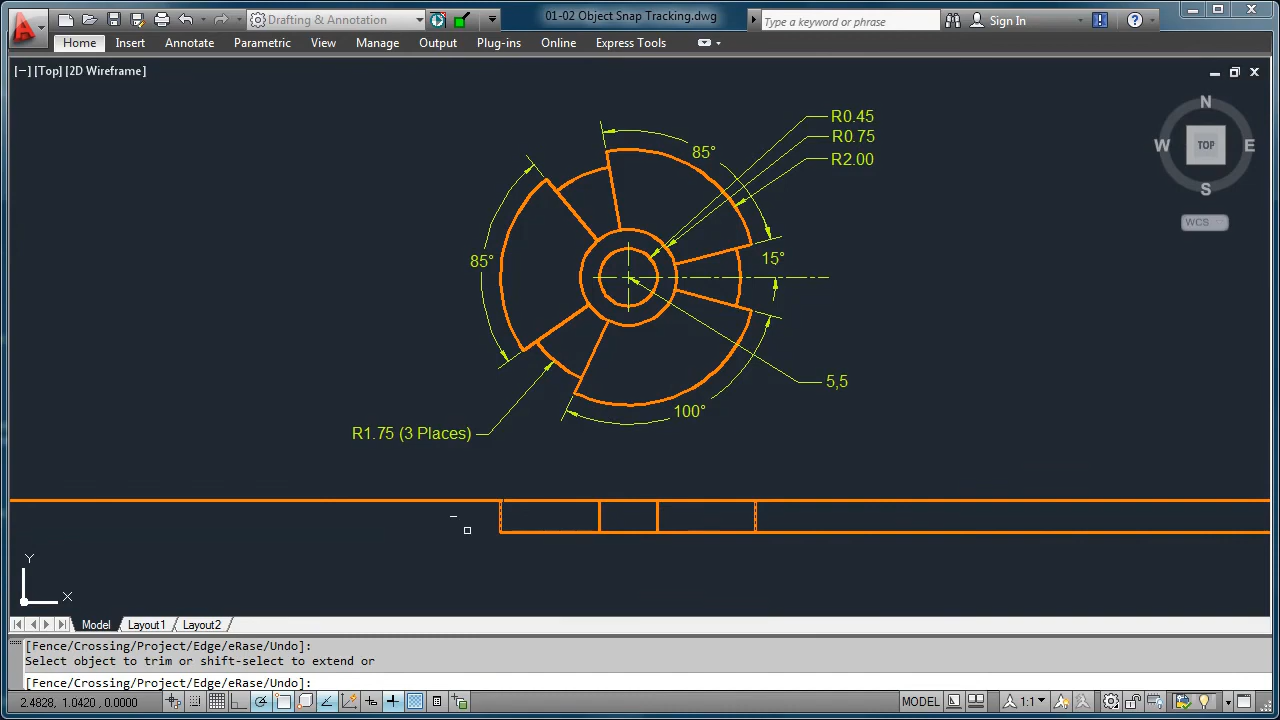 Drafting & Annotation
01-02 Object Snap Tracking.dwg
Type a keyword or phrase
Sign In
Home Insert Annotate Parametric View Manage Output Plug-ins Online Express Tools
[−] [Top] [2D Wireframe]
N
W TOP E
S
WCS
R0.45
R0.75
R2.00
85°
85°
15°
5,5
100°
R1.75 (3 Places)
Y
X
Model Layout1 Layout2
[Fence/Crossing/Project/Edge/eRase/Undo]:
Select object to trim or shift-select to extend or
[Fence/Crossing/Project/Edge/eRase/Undo]:
2.4828, 1.0420, 0.0000 MODEL 1:1